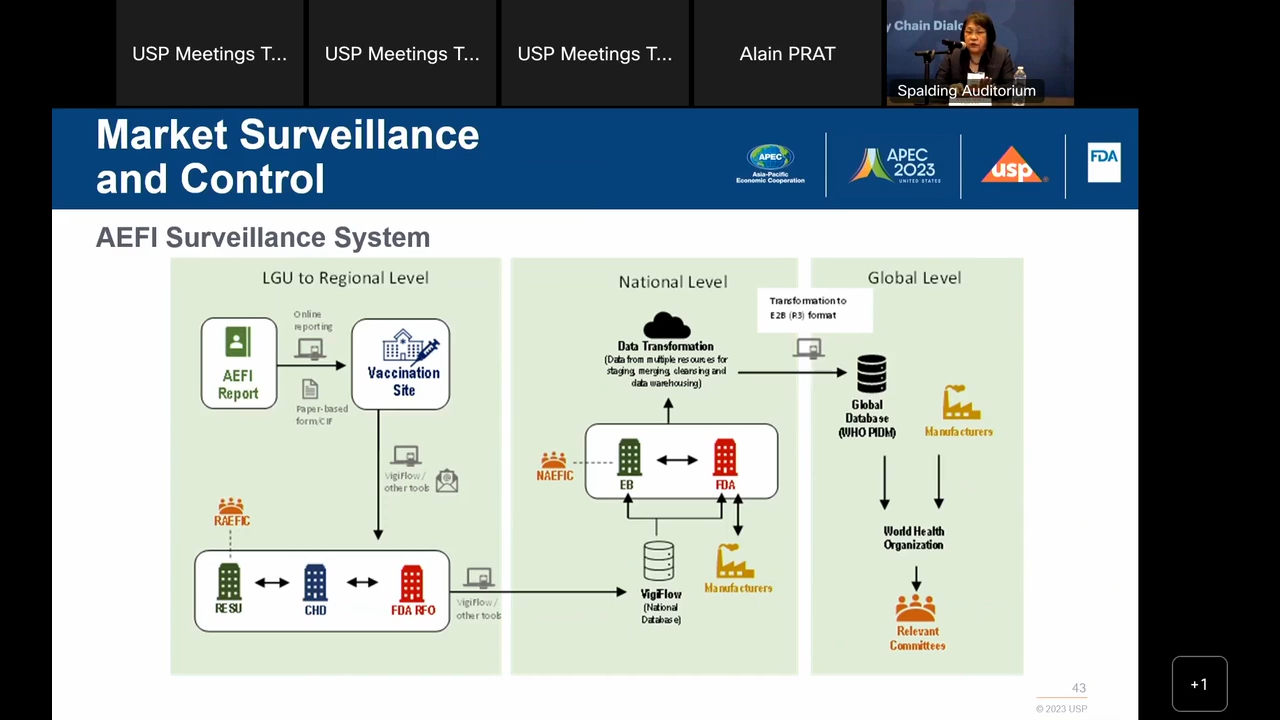 USP Meetings T...
USP Meetings T...
USP Meetings T...
Alain PRAT
y Chain Dialo
Spalding Auditorium
Market Surveillance
and Control
APEC
Asia-Pacific
Economic Cooperation
APEC
2023
UNITED STATES
usp
FDA
AEFI Surveillance System
LGU to Regional Level
AEFI
Report
Online
reporting
Paper-based
form/CIF
Vaccination
Site
VigiFlow /
other tools
RAEFIC
RESU
CHD
FDA RFO
VigiFlow /
other tools
National Level
Data Transformation
(Data from multiple resources for
staging, merging, cleansing and
data warehousing)
NAEFIC
EB
FDA
VigiFlow
(National
Database)
Manufacturers
Transformation to
E2B (R3) format
Global Level
Global
Database
(WHO PIDM)
Manufacturers
World Health
Organization
Relevant
Committees
43
© 2023 USP
+1